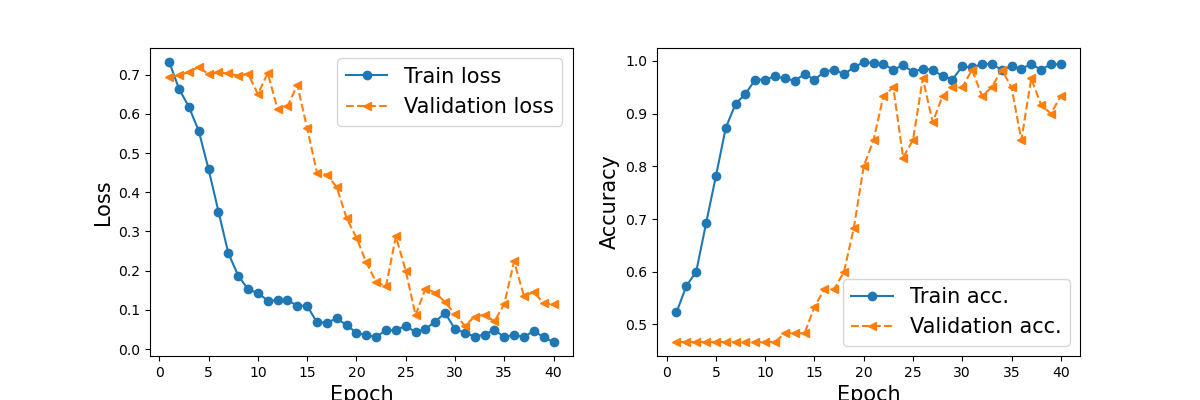 Train loss
Validation loss
Loss
0.7
0.6
0.5
0.4
0.3
0.2
0.1
0.0
0 5 10 15 20 25 30 35 40
Epoch
Train acc.
Validation acc.
Accuracy
1.0
0.9
0.8
0.7
0.6
0.5
0 5 10 15 20 25 30 35 40
Epoch